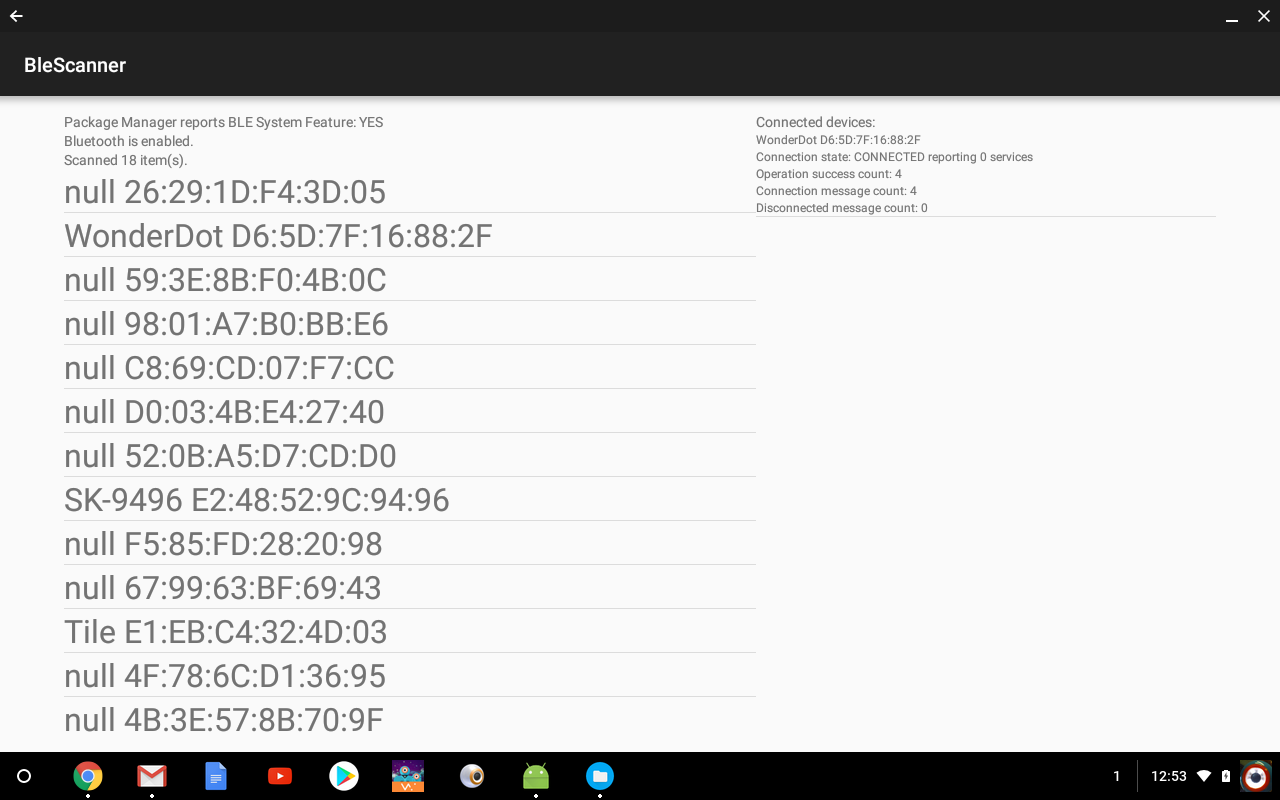 BleScanner
Package Manager reports BLE System Feature: YES
Bluetooth is enabled.
Scanned 18 item(s).
null 26:29:1D:F4:3D:05
WonderDot D6:5D:7F:16:88:2F
null 59:3E:8B:F0:4B:0C
null 98:01:A7:B0:BB:E6
null C8:69:CD:07:F7:CC
null D0:03:4B:E4:27:40
null 52:0B:A5:D7:CD:D0
SK-9496 E2:48:52:9C:94:96
null F5:85:FD:28:20:98
null 67:99:63:BF:69:43
Tile E1:EB:C4:32:4D:03
null 4F:78:6C:D1:36:95
null 4B:3E:57:8B:70:9F
Connected devices:
WonderDot D6:5D:7F:16:88:2F
Connection state: CONNECTED reporting 0 services
Operation success count: 4
Connection message count: 4
Disconnected message count: 0
1
12:53